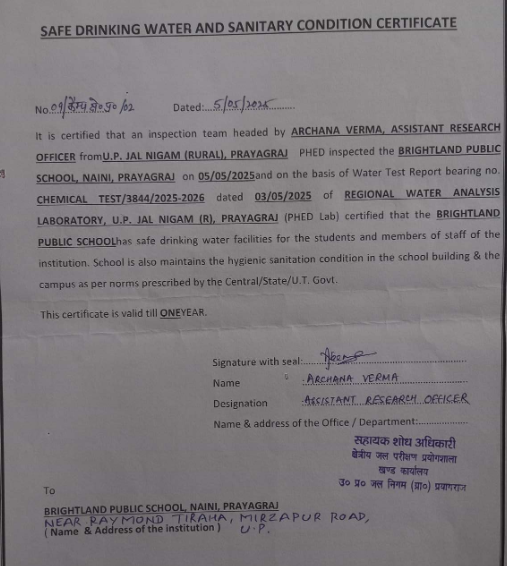 SAFE DRINKING WATER AND SANITARY CONDITION CERTIFICATE
No. 09/कैम्प क्षे०प्र०/02 Dated:...5/05/2025............
It is certified that an inspection team headed by ARCHANA VERMA, ASSISTANT RESEARCH
OFFICER fromU.P. JAL NIGAM (RURAL), PRAYAGRAJ PHED inspected the BRIGHTLAND PUBLIC
SCHOOL, NAINI, PRAYAGRAJ on 05/05/2025and on the basis of Water Test Report bearing no.
CHEMICAL TEST/3844/2025-2026 dated 03/05/2025 of REGIONAL WATER ANALYSIS
LABORATORY, U.P. JAL NIGAM (R), PRAYAGRAJ (PHED Lab) certified that the BRIGHTLAND
PUBLIC SCHOOLhas safe drinking water facilities for the students and members of staff of the
institution. School is also maintains the hygienic sanitation condition in the school building & the
campus as per norms prescribed by the Central/State/U.T. Govt.
This certificate is valid till ONEYEAR.
Signature with seal:
Name ARCHANA VERMA
Designation ASSISTANT RESEARCH OFFICER
Name & address of the Office / Department:
सहायक शोध अधिकारी
क्षेत्रीय जल परीक्षण प्रयोगशाला
खण्ड कार्यालय
उ० प्र० जल निगम (ग्रा०) प्रयागराज
To
BRIGHTLAND PUBLIC SCHOOL, NAINI, PRAYAGRAJ
NEAR RAYMOND TIRAHA, MIRZAPUR ROAD,
( Name & Address of the institution ) U.P.